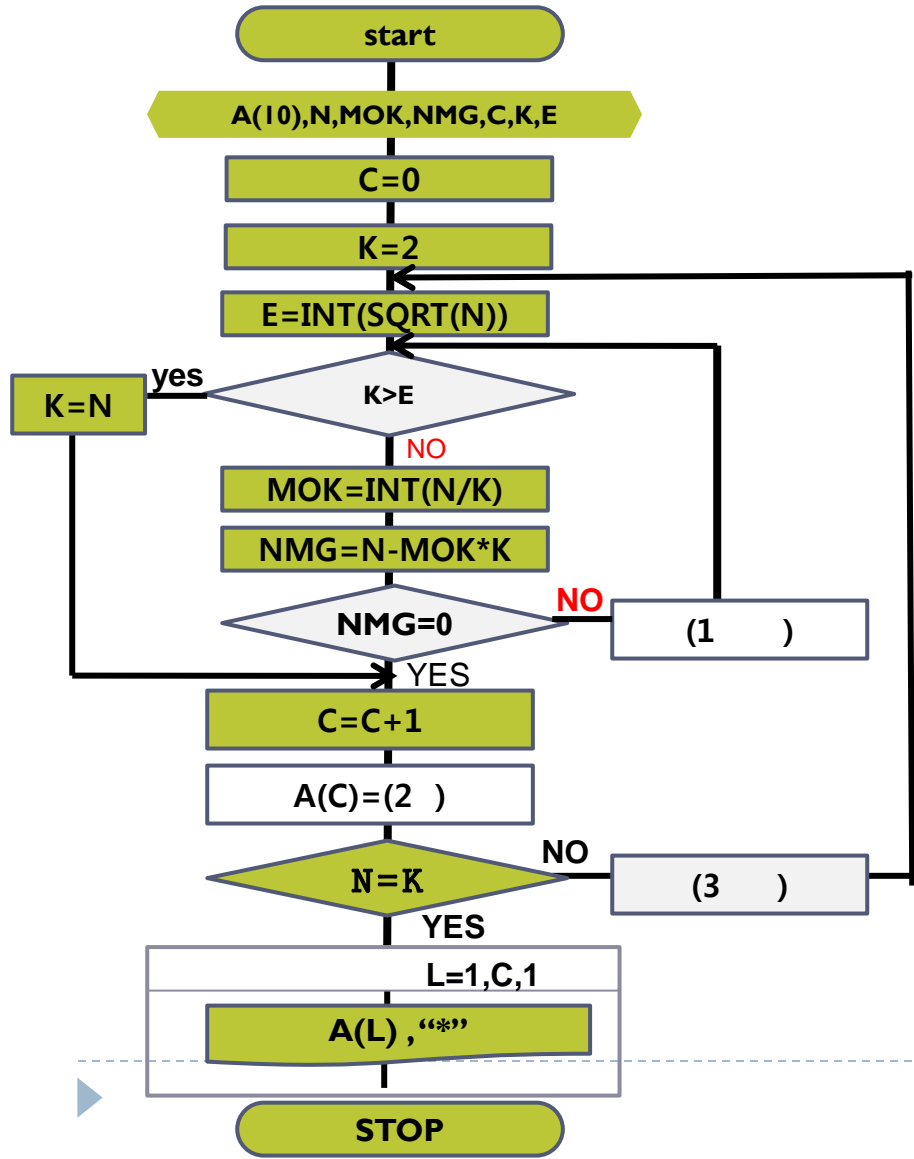 start
A(10),N,MOK,NMG,C,K,E
C=0
K=2
E=INT(SQRT(N))
yes
K>E
K=N
NO
MOK=INT(N/K)
NMG=N-MOK*K
NO
NMG=0
(1 )
YES
C=C+1
A(C)=(2 )
NO
N=K
(3 )
YES
L=1,C,1
A(L) ,“*”
STOP